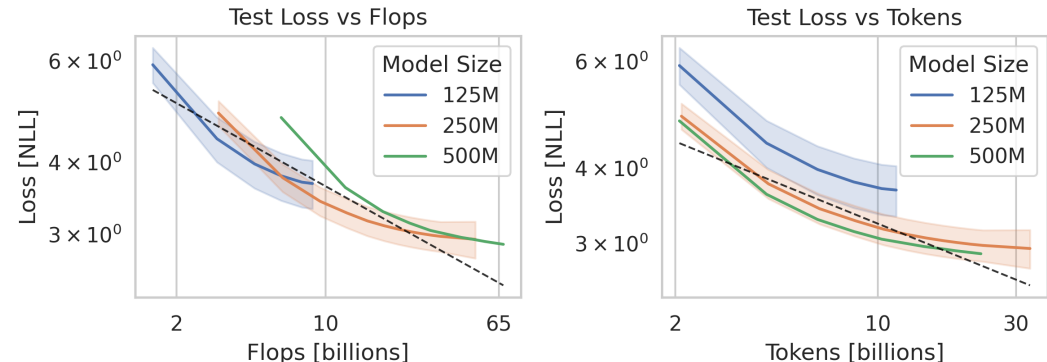 Test Loss vs Flops
Loss [NLL]
6 × 10⁰
4 × 10⁰
3 × 10⁰
Model Size
125M
250M
500M
2
10
65
Flops [billions]
Test Loss vs Tokens
Loss [NLL]
6 × 10⁰
4 × 10⁰
3 × 10⁰
Model Size
125M
250M
500M
2
10
30
Tokens [billions]